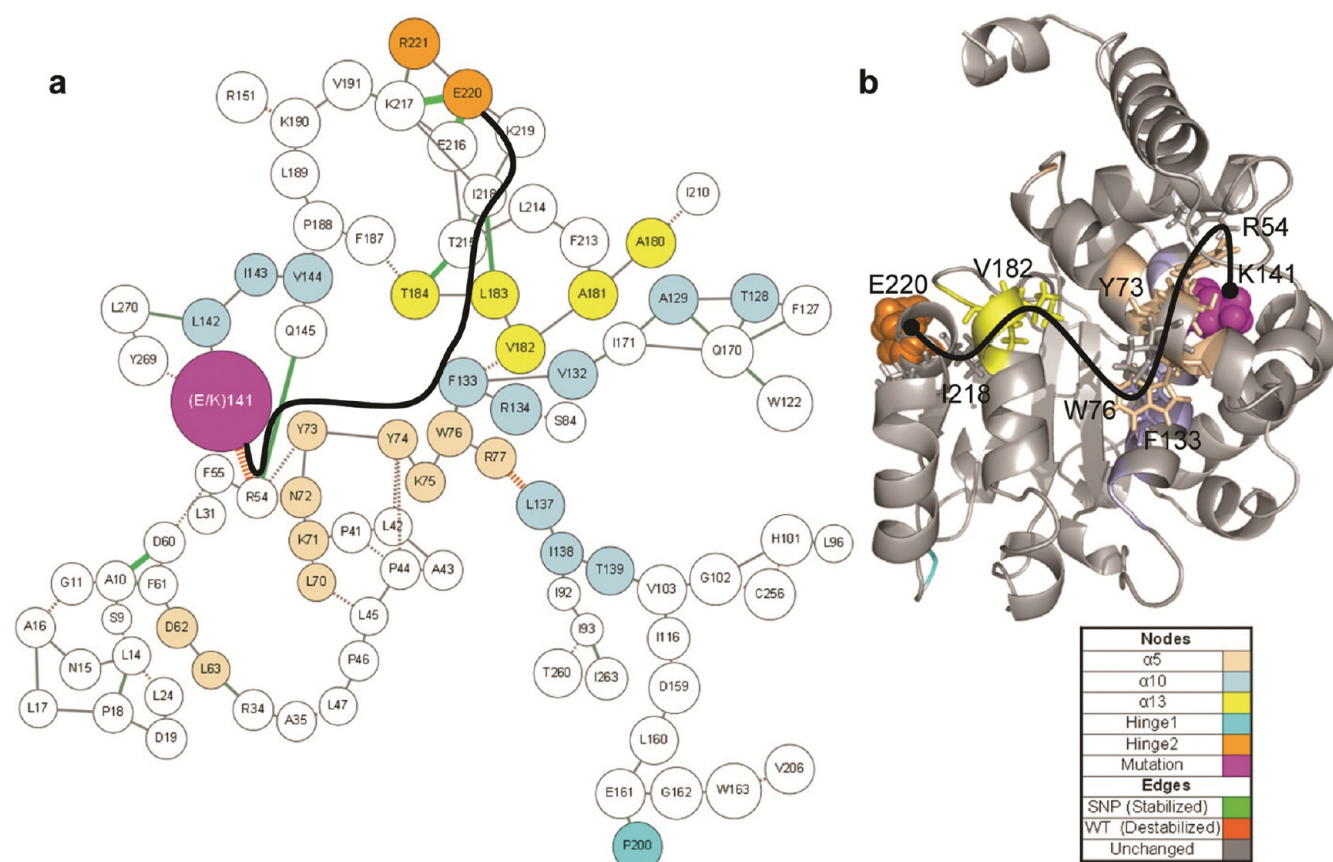 a
R221
E220
K217
V191
R151
K190
E216
K219
L189
I218
I210
P188
L214
F187
T215
F213
A180
I143
V144
T184
L183
A181
A129
T128
L270
L142
Q145
F127
V182
I171
Q170
Y269
F133
V132
(E/K)141
R134
S84
W122
Y73
Y74
W76
R77
F55
R54
K75
L31
N72
L137
D60
K71
P41
L42
I138
H101
L96
G11
A10
F61
L70
P44
A43
T139
V103
G102
C256
S9
I92
A16
D62
L45
I93
I116
N15
L14
L63
P46
T260
I263
D159
L17
P18
L24
R34
A35
L47
D19
L160
V206
E161
G162
W163
P200
b
R54
E220
V182
Y73
K141
I218
W76
F133
Nodes
α5
α10
α13
Hinge1
Hinge2
Mutation
Edges
SNP (Stabilized)
WT (Destabilized)
Unchanged